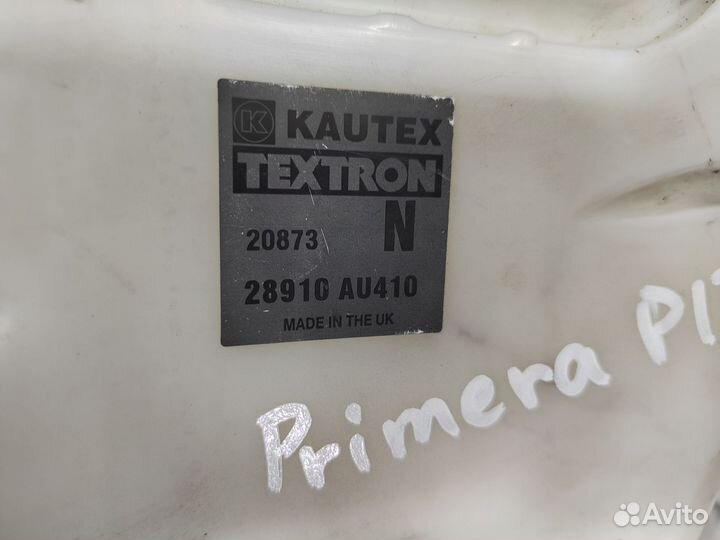 K KAUTEX
TEXTRON
20873 N
28910 AU410
MADE IN THE UK
Primera
Avito